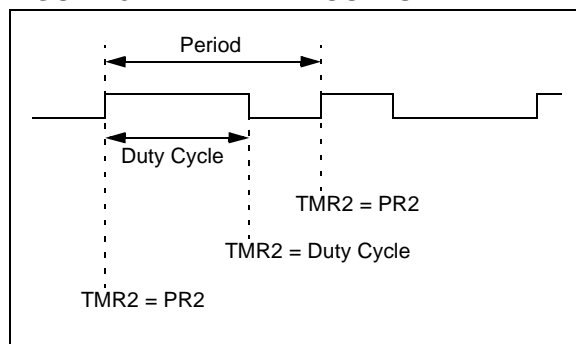 Period
Duty Cycle
TMR2 = PR2
TMR2 = Duty Cycle
TMR2 = PR2